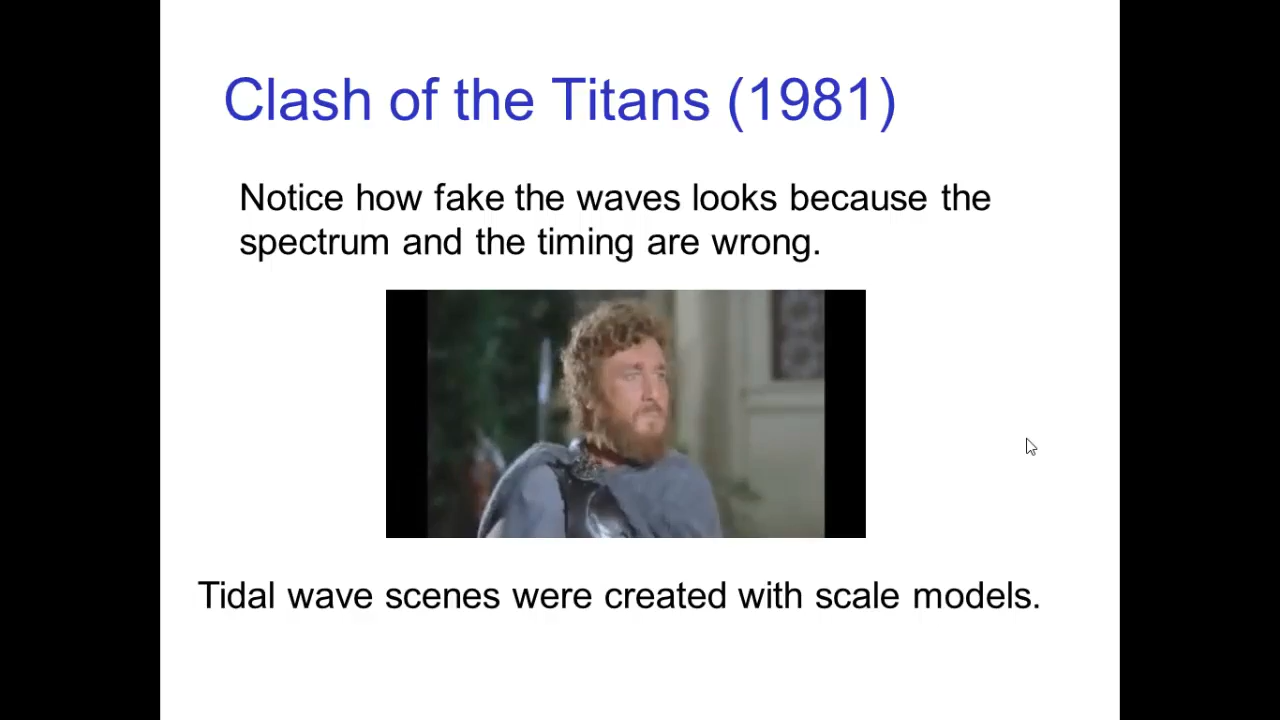 Clash of the Titans (1981)
Notice how fake the waves looks because the
spectrum and the timing are wrong.
Tidal wave scenes were created with scale models.